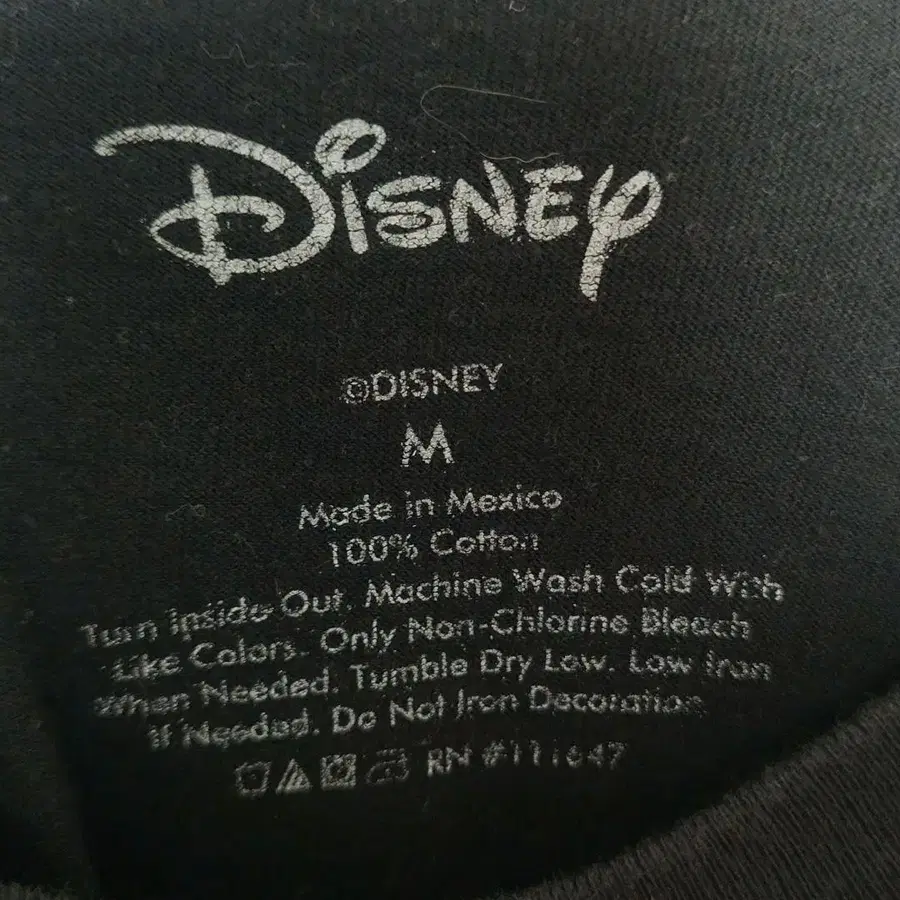 Disney
©DISNEY
M
Made in Mexico
100% Cotton
Turn Inside Out. Machine Wash Cold With
Like Colors. Only Non-Chlorine Bleach
When Needed. Tumble Dry Low. Low Iron
If Needed. Do Not Iron Decoration
RN #111647